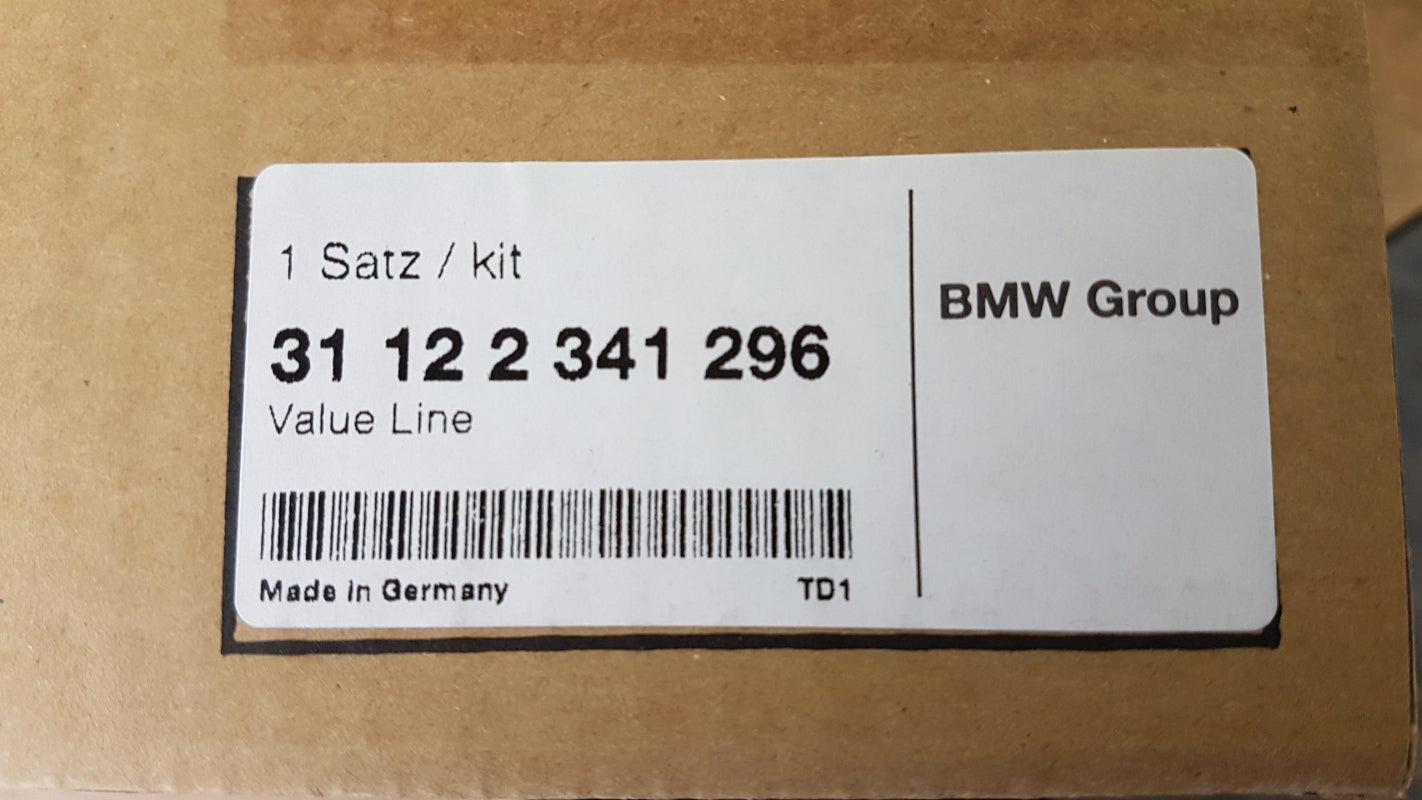 1 Satz / kit
31 12 2 341 296
Value Line
Made in Germany
TD1
BMW Group